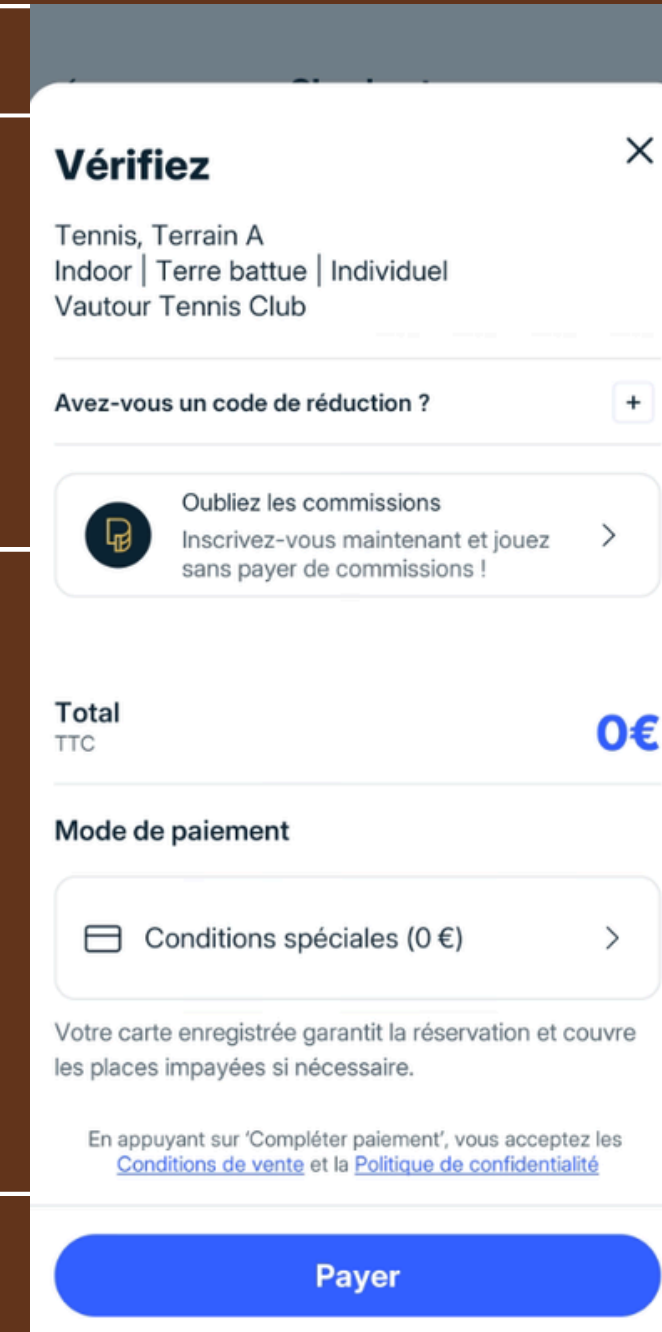 Vérifiez
Tennis, Terrain A
Indoor | Terre battue | Individuel
Vautour Tennis Club
Avez-vous un code de réduction ?
+
Oubliez les commissions
Inscrivez-vous maintenant et jouez
sans payer de commissions !
Total
TTC
0€
Mode de paiement
Conditions spéciales (0 €)
Votre carte enregistrée garantit la réservation et couvre
les places impayées si nécessaire.
En appuyant sur ‘Compléter paiement’, vous acceptez les
Conditions de vente et la Politique de confidentialité
Payer